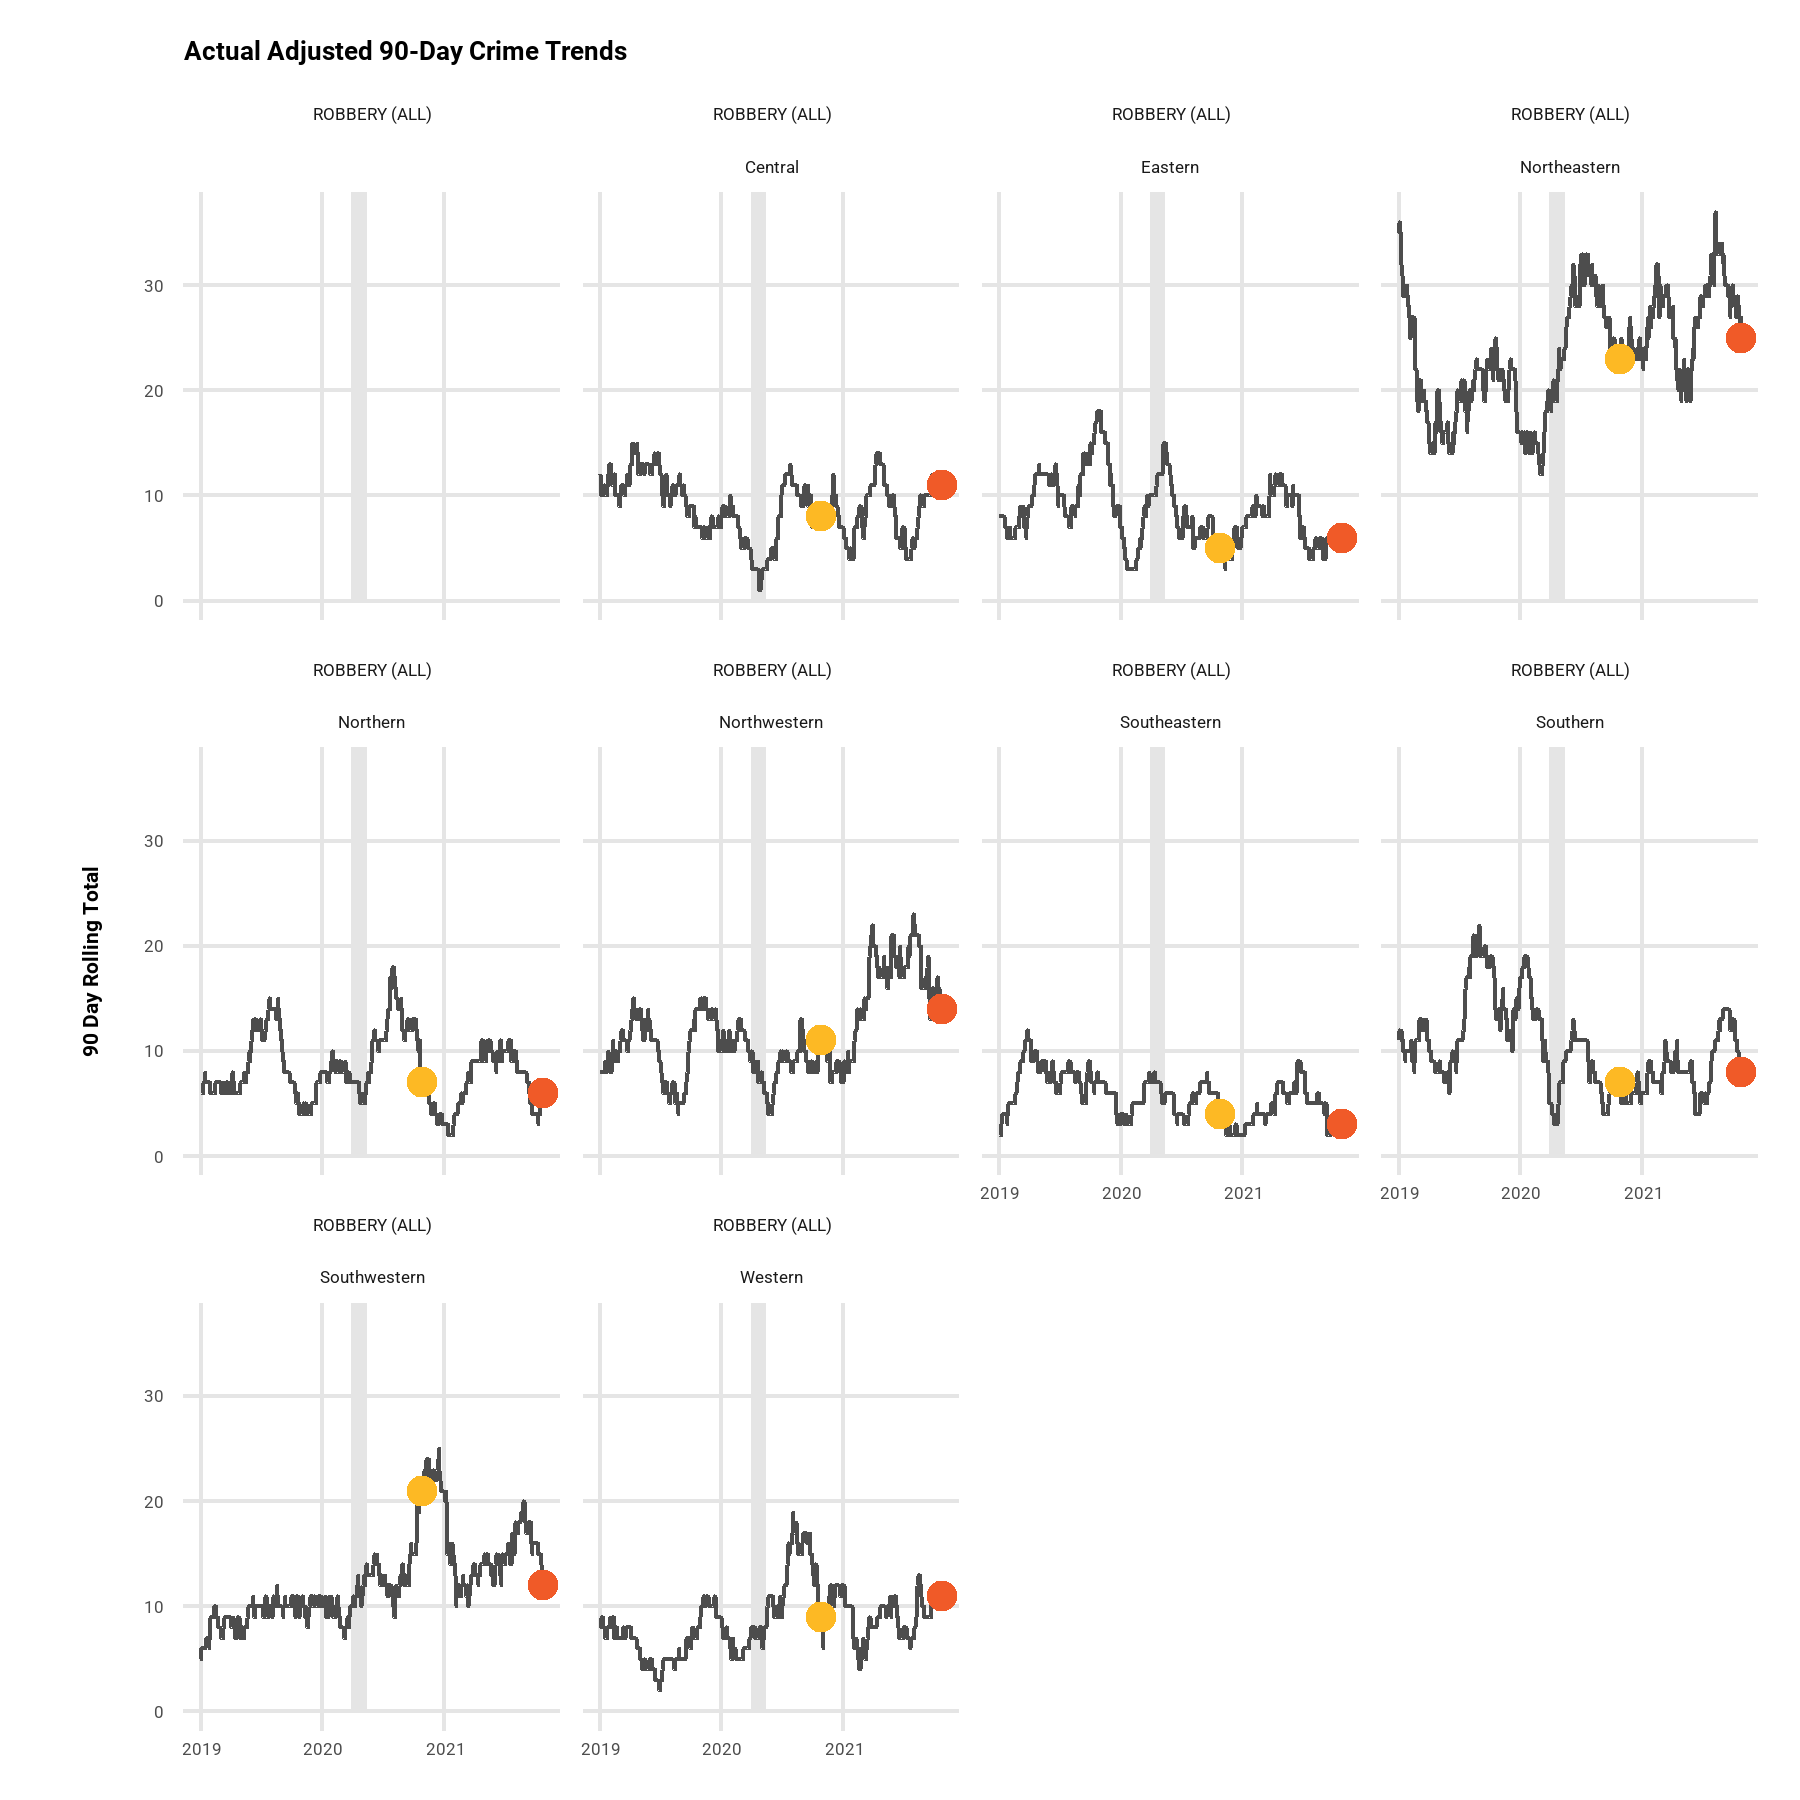 Actual Adjusted 90-Day Crime Trends
ROBBERY (ALL)
ROBBERY (ALL)
ROBBERY (ALL)
ROBBERY (ALL)
Central
Eastern
Northeastern
30
20
10
0
ROBBERY (ALL)
ROBBERY (ALL)
ROBBERY (ALL)
ROBBERY (ALL)
Northern
Northwestern
Southeastern
Southern
90 Day Rolling Total
30
20
10
0
2019
2020
2021
2019
2020
2021
ROBBERY (ALL)
ROBBERY (ALL)
Southwestern
Western
30
20
10
0
2019
2020
2021
2019
2020
2021